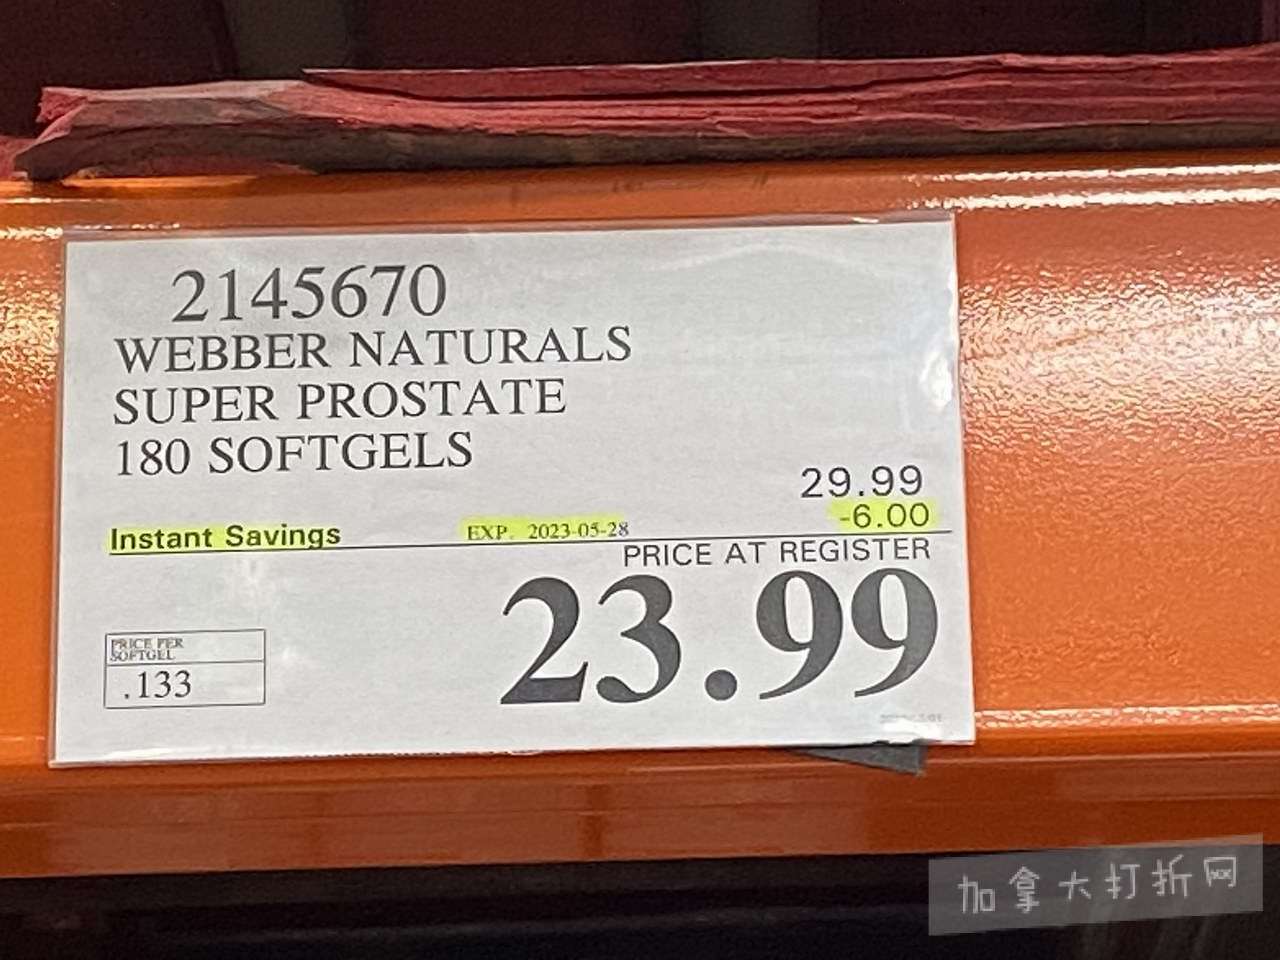 2145670
WEBBER NATURALS
SUPER PROSTATE
180 SOFTGELS
29.99
Instant Savings EXP. 2023-05-28 -6.00
PRICE AT REGISTER
23.99
PRICE PER
SOFTGEL
.133
加拿大打折网